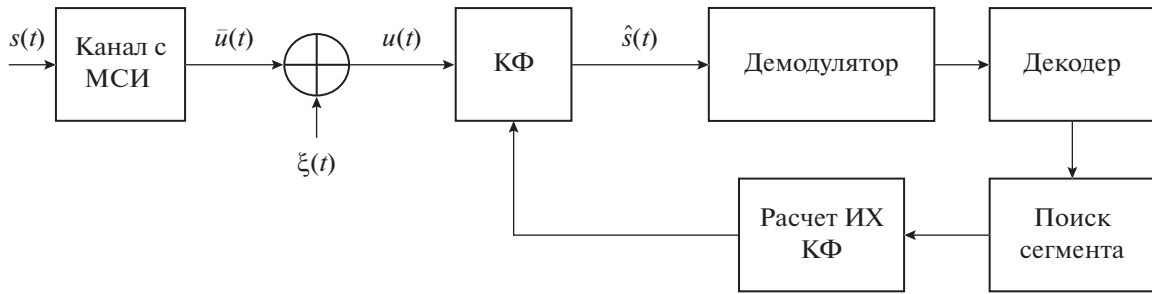 s(t)
Канал с
МСИ
ū(t)
u(t)
ξ(t)
КФ
ŝ(t)
Демодулятор
Декодер
Расчет ИХ
КФ
Поиск
сегмента